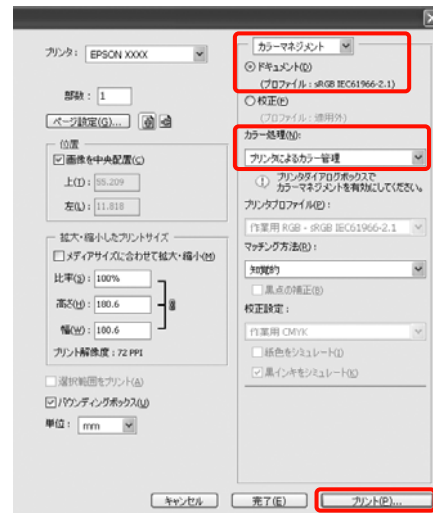 プリンタ: EPSON XXXX
部数: 1
ページ設定(G)...
位置
画像を中央配置(C)
上(T): 55.209
左(L): 11.818
拡大・縮小したプリントサイズ
メディアサイズに合わせて拡大・縮小(M)
比率(S): 100%
高さ(H): 100.6
幅(W): 100.6
プリント解像度: 72 PPI
選択範囲をプリント(A)
バウンディングボックス(U)
単位: mm
カラーマネジメント
ドキュメント(D)
(プロファイル: sRGB IEC61966-2.1)
校正(F)
(プロファイル: 適用外)
カラー処理(N):
プリンタによるカラー管理
プリンタダイアログボックスで
カラーマネジメントを有効にしてください。
プリンタプロファイル(P):
作業用 RGB - sRGB IEC61966-2.1
マッチング方法(R):
知覚的
黒点の補正(B)
校正設定:
作業用 CMYK
紙色をシミュレート(I)
黒インキをシミュレート(K)
キャンセル
完了(E)
プリント(P)...